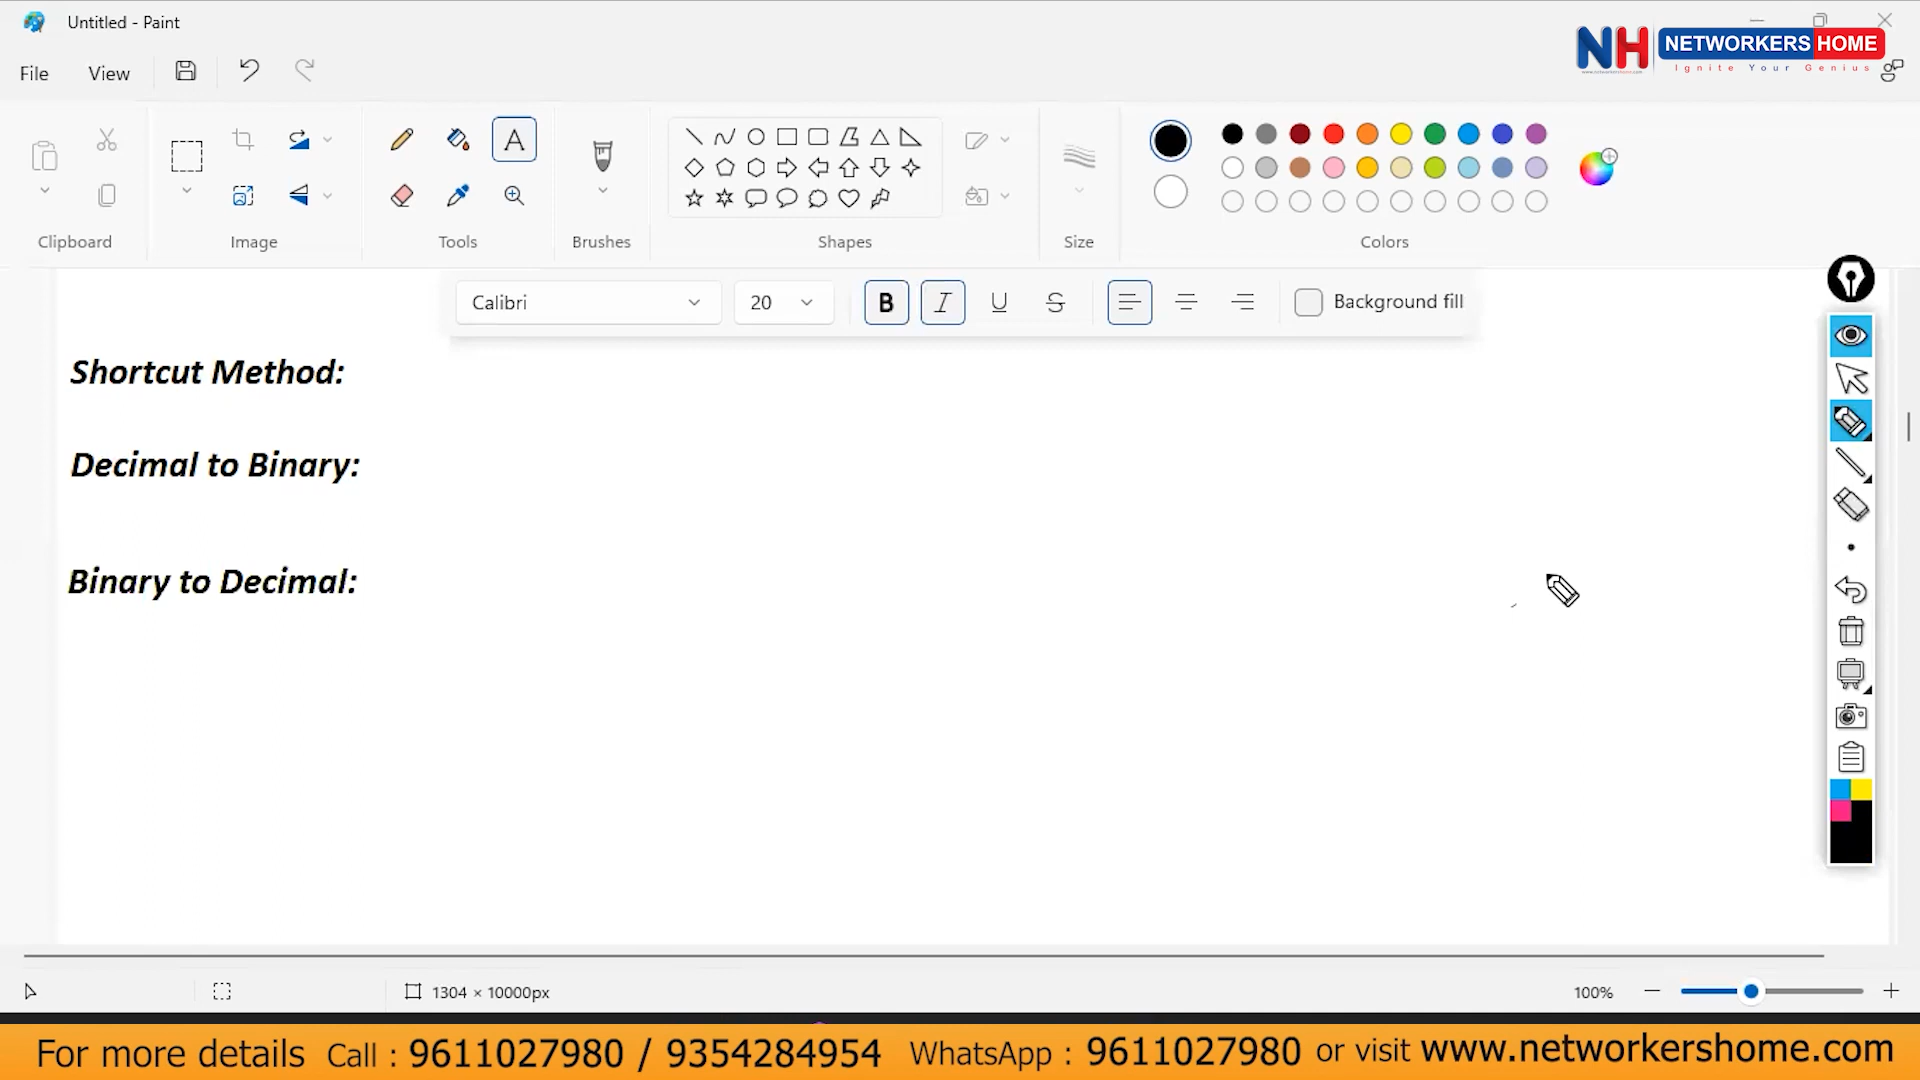 Untitled - Paint
NH NETWORKERS HOME
Ignite Your Genius
File View
Clipboard Image Tools Brushes Shapes Size Colors
Calibri 20 B I U S Background fill
Shortcut Method:
Decimal to Binary:
Binary to Decimal:
1304 × 10000px 100%
For more details Call : 9611027980 / 9354284954 WhatsApp : 9611027980 or visit www.networkershome.com